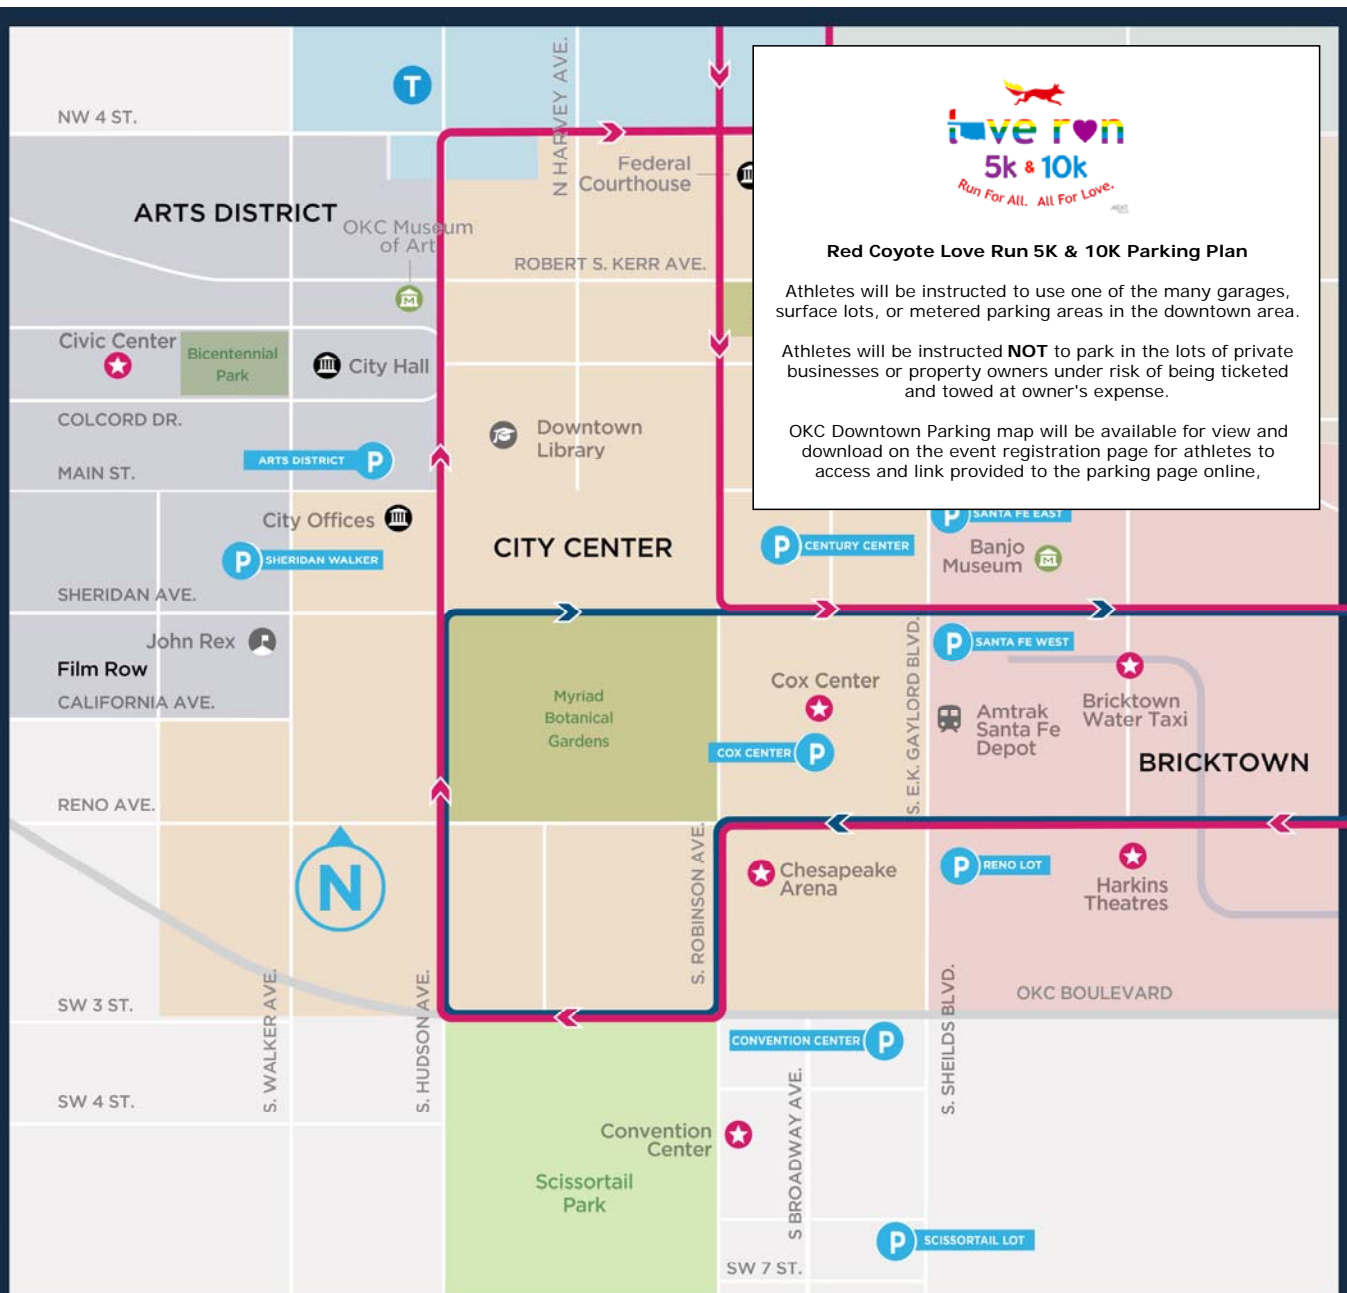 NW 4 ST.
T
N HARVEY AVE.
Federal
Courthouse
ARTS DISTRICT
OKC Museum
of Art
ROBERT S. KERR AVE.
M
Civic Center
Bicentennial
Park
City Hall
COLCORD DR.
Downtown
Library
ARTS DISTRICT P
MAIN ST.
City Offices
P SHERIDAN WALKER
CITY CENTER
SHERIDAN AVE.
John Rex
Film Row
CALIFORNIA AVE.
RENO AVE.
N
SW 3 ST.
SW 4 ST.
S. WALKER AVE.
S. HUDSON AVE.
Myriad
Botanical
Gardens
love run
5k & 10k
Run For All. All For Love.
Red Coyote Love Run 5K & 10K Parking Plan
Athletes will be instructed to use one of the many garages,
surface lots, or metered parking areas in the downtown area.
Athletes will be instructed NOT to park in the lots of private
businesses or property owners under risk of being ticketed
and towed at owner's expense.
OKC Downtown Parking map will be available for view and
download on the event registration page for athletes to
access and link provided to the parking page online,
P SANTA FE EAST
P CENTURY CENTER
Banjo
Museum
M
P SANTA FE WEST
S. E.K. GAYLORD BLVD.
Cox Center
COX CENTER P
Amtrak
Santa Fe
Depot
Bricktown
Water Taxi
BRICKTOWN
S. ROBINSON AVE.
Chesapeake
Arena
P RENO LOT
Harkins
Theatres
OKC BOULEVARD
CONVENTION CENTER P
S. SHEILDS BLVD.
S BROADWAY AVE.
Convention
Center
Scissortail
Park
P SCISSORTAIL LOT
SW 7 ST.